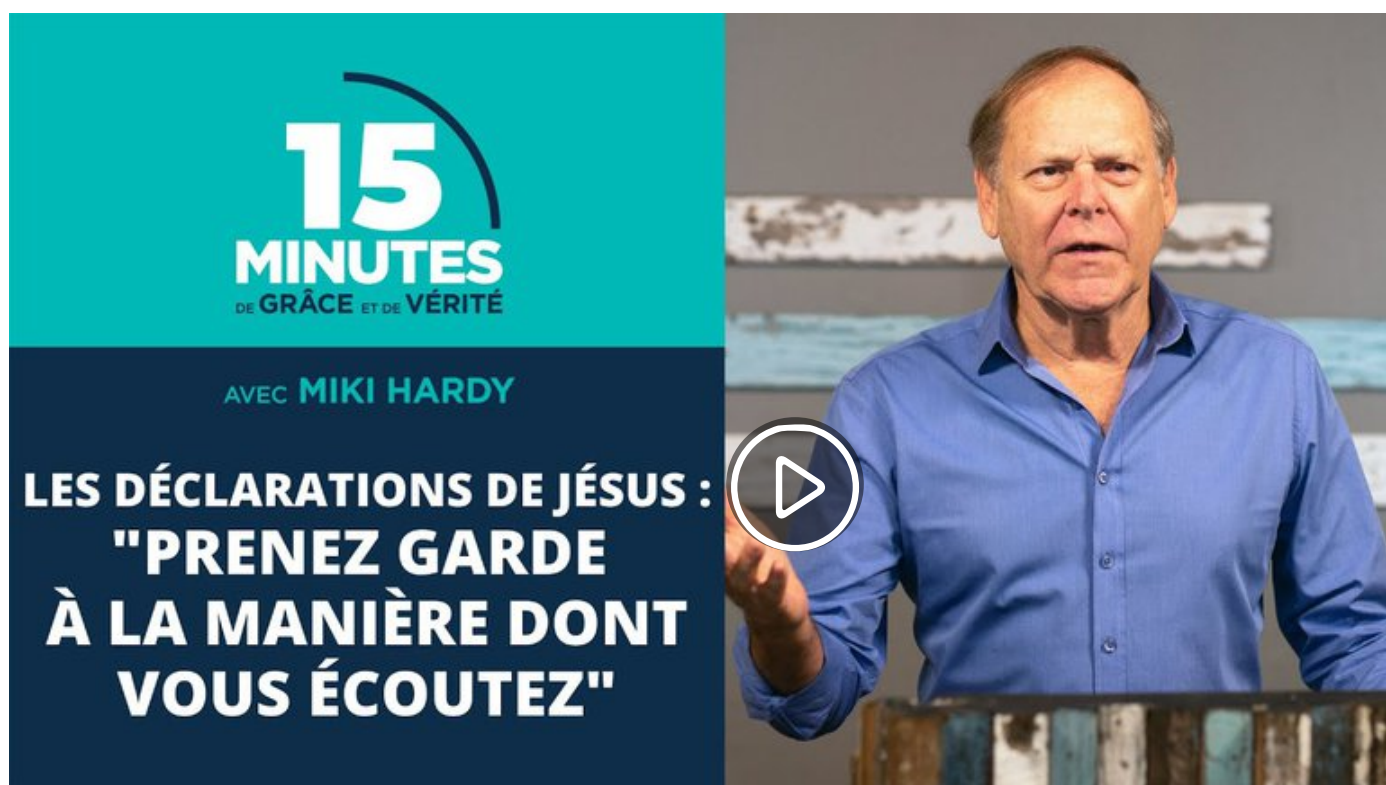 15
MINUTES
DE GRÂCE ET DE VÉRITÉ
AVEC MIKI HARDY
LES DÉCLARATIONS DE JÉSUS :
"PRENEZ GARDE
À LA MANIÈRE DONT
VOUS ÉCOUTEZ"